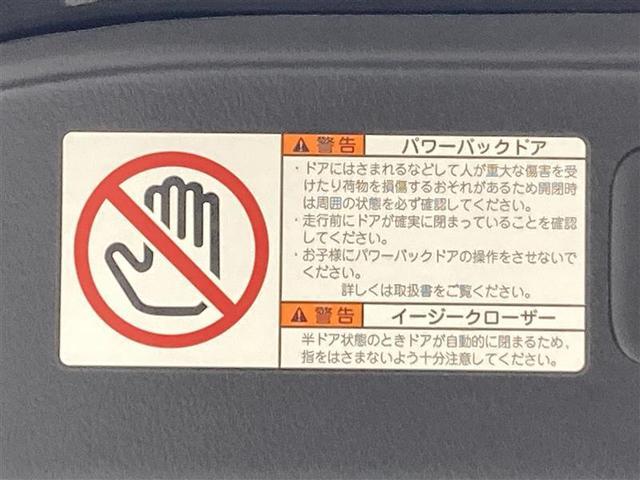 警告 パワーバックドア
・ドアにはさまれるなどして人が重大な傷害を受
けたり荷物を損傷するおそれがあるため開閉時
は周囲の状態を必ず確認してください。
・走行前にドアが確実に閉まっていることを確認
してください。
・お子様にパワーバックドアの操作をさせないで
ください。
詳しくは取扱書をご覧ください。
警告 イージークローザー
半ドア状態のときドアが自動的に閉まるため、
指をはさまないよう十分注意してください。